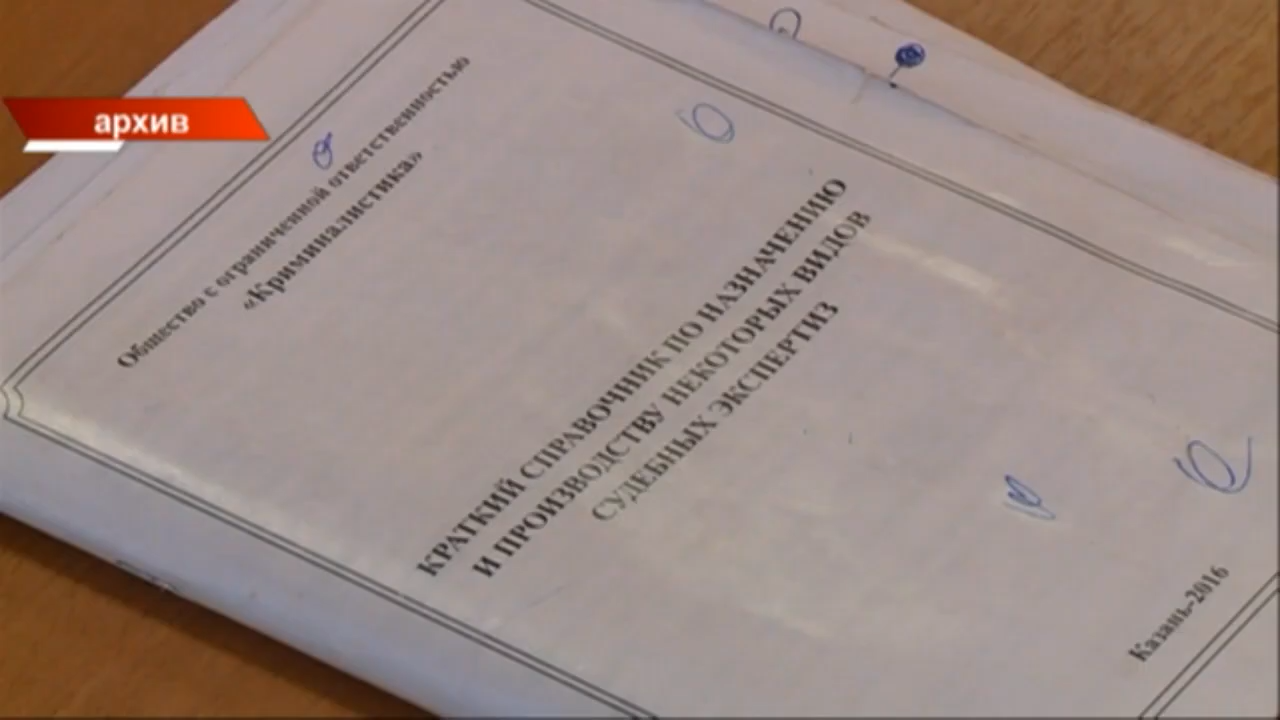 архив
Общество с ограниченной ответственностью
«Криминалистика»
КРАТКИЙ СПРАВОЧНИК ПО НАЗНАЧЕНИЮ
И ПРОИЗВОДСТВУ НЕКОТОРЫХ ВИДОВ
СУДЕБНЫХ ЭКСПЕРТИЗ
Казань-2016